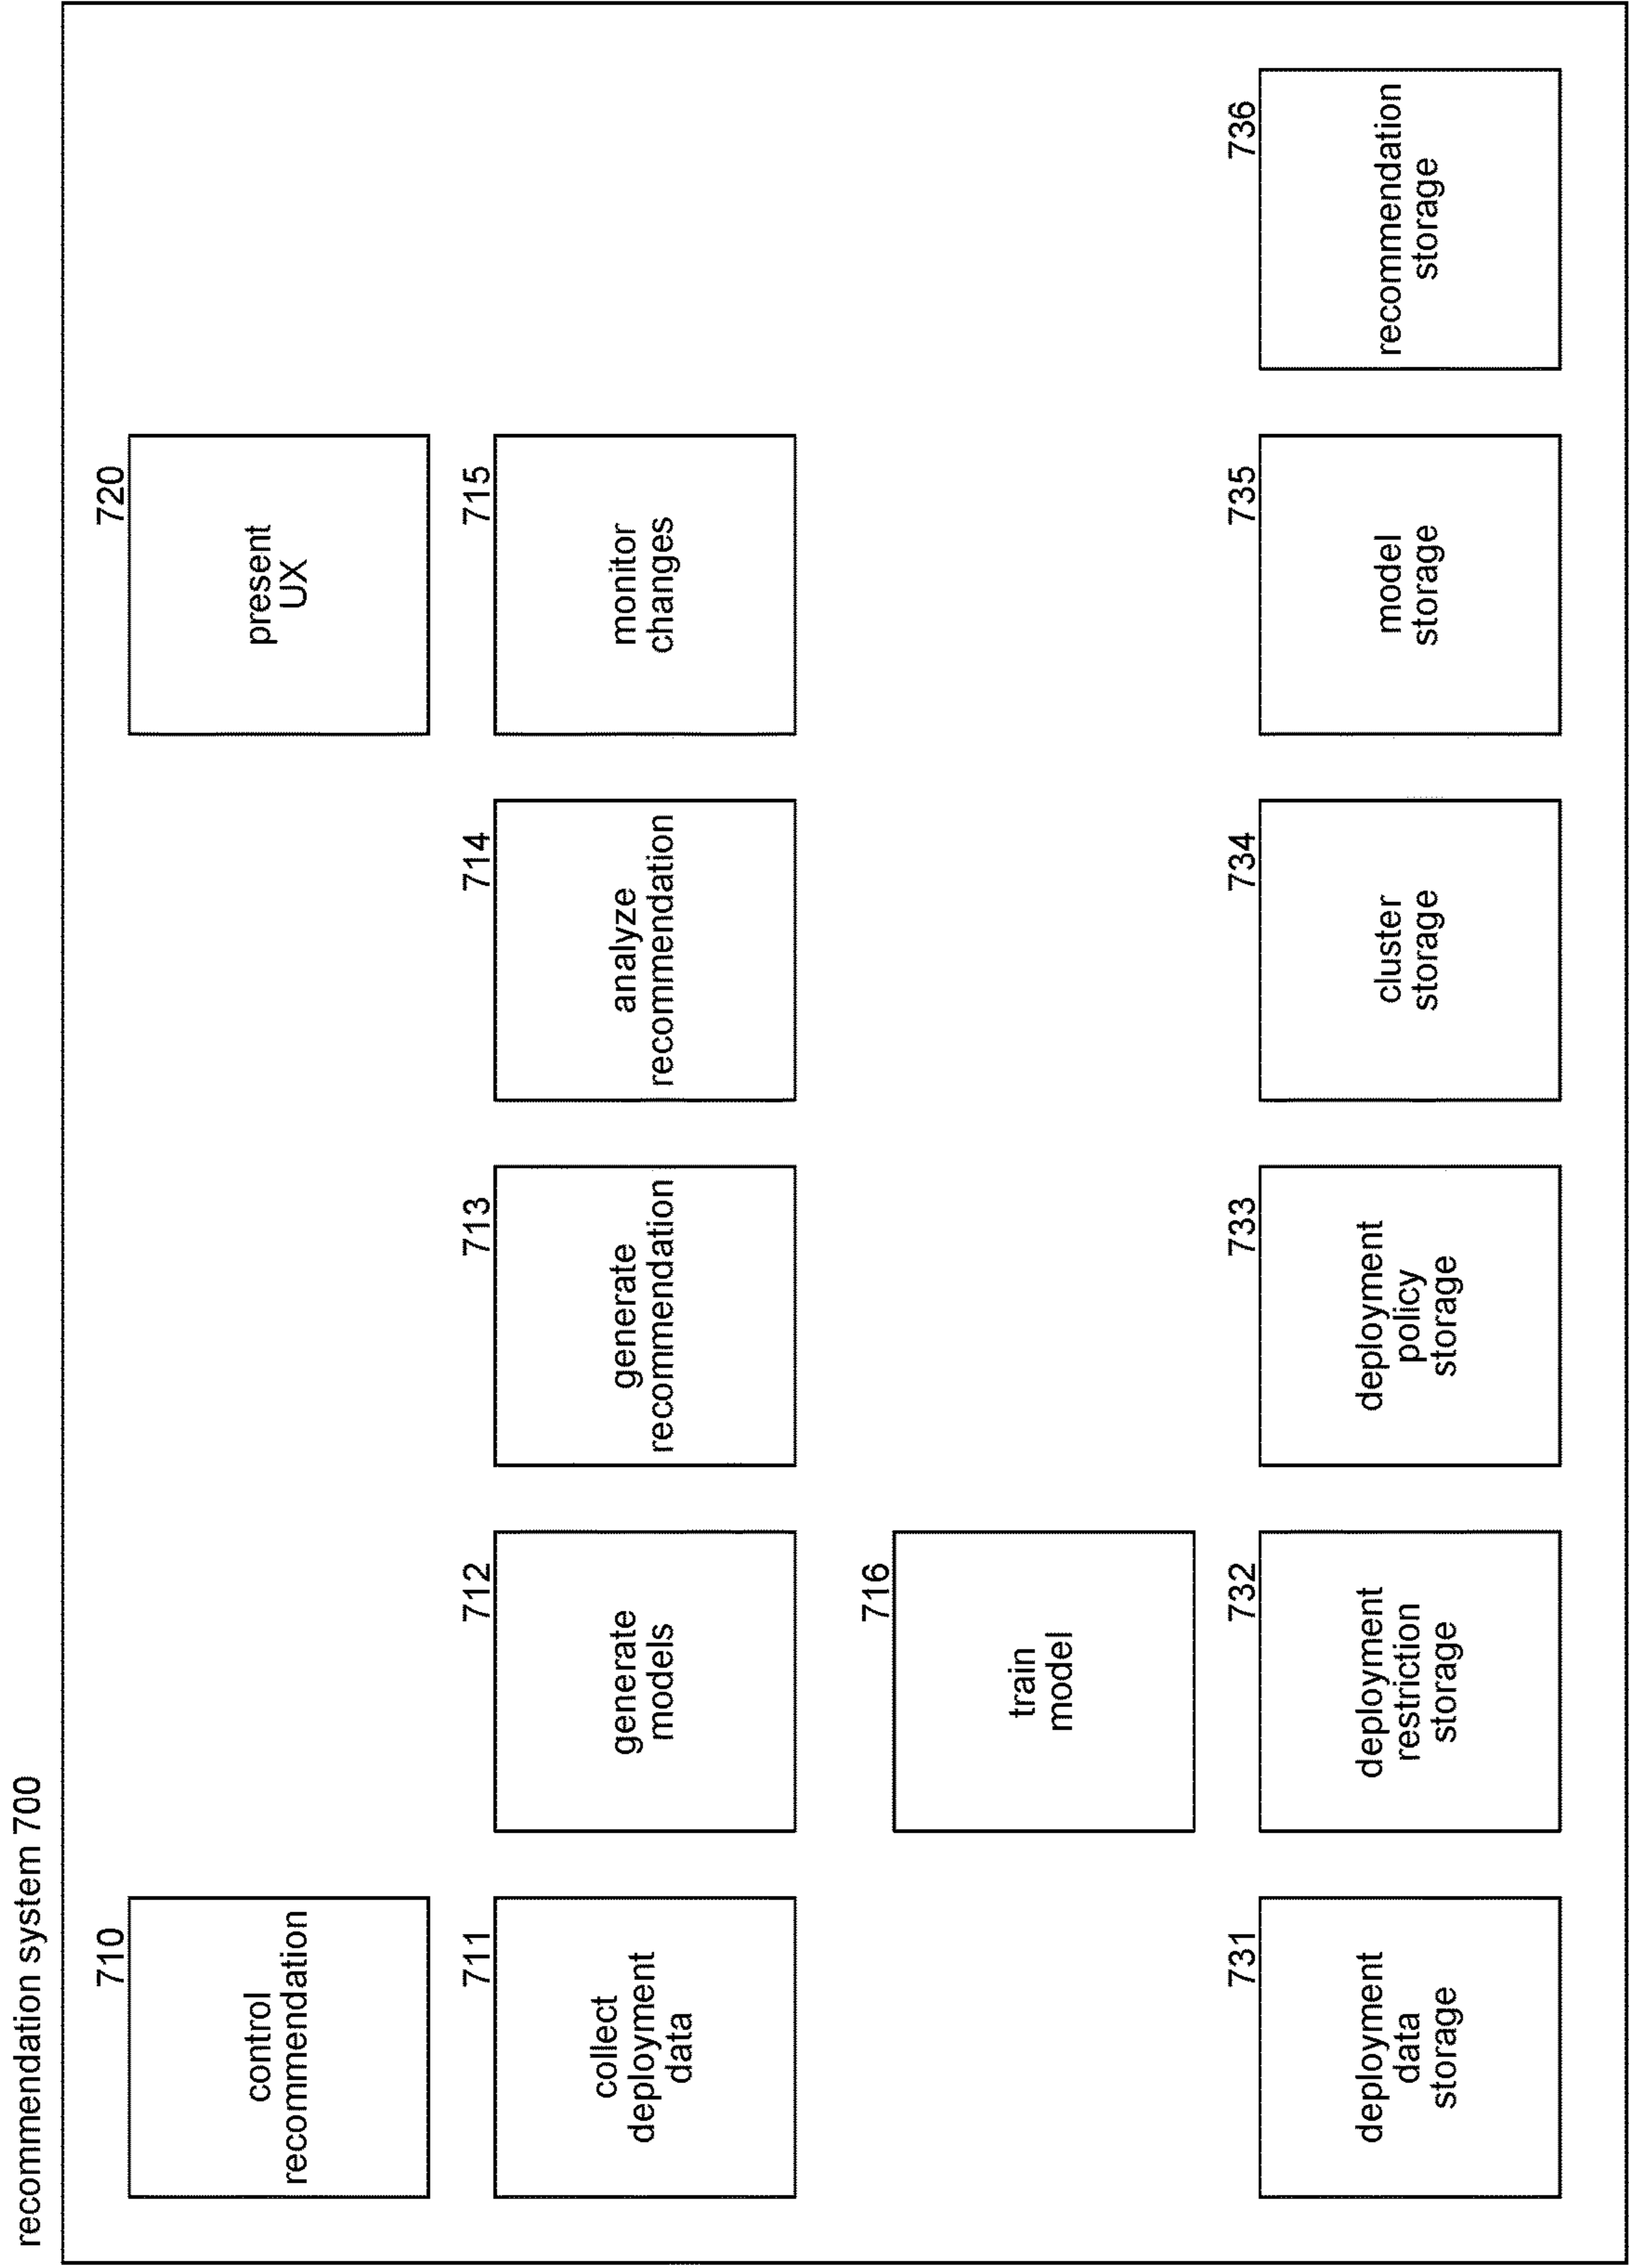 recommendation system 700
710
control
recommendation
720
present
UX
711
collect
deployment
data
712
generate
models
713
generate
recommendation
714
analyze
recommendation
715
monitor
changes
716
train
model
731
deployment
data
storage
732
deployment
restriction
storage
733
deployment
policy
storage
734
cluster
storage
735
model
storage
736
recommendation
storage